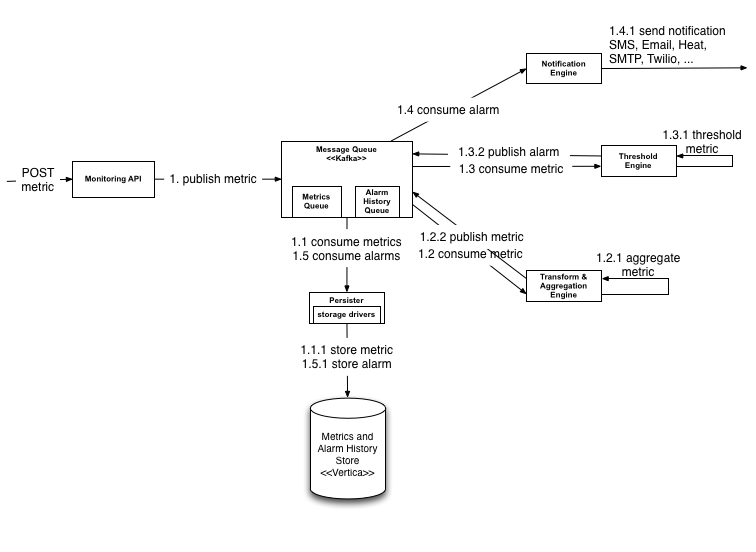 1.4.1 send notification
SMS, Email, Heat,
SMTP, Twilio, ...
Notification
Engine
1.4 consume alarm
Message Queue
<<Kafka>>
Metrics
Queue
Alarm
History
Queue
1.3.2 publish alarm
1.3 consume metric
Threshold
Engine
1.3.1 threshold
metric
POST
metric
Monitoring API
1. publish metric
1.2.2 publish metric
1.2 consume metric
1.1 consume metrics
1.5 consume alarms
1.2.1 aggregate
metric
Transform &
Aggregation
Engine
Persister
storage drivers
1.1.1 store metric
1.5.1 store alarm
Metrics and
Alarm History
Store
<<Vertica>>